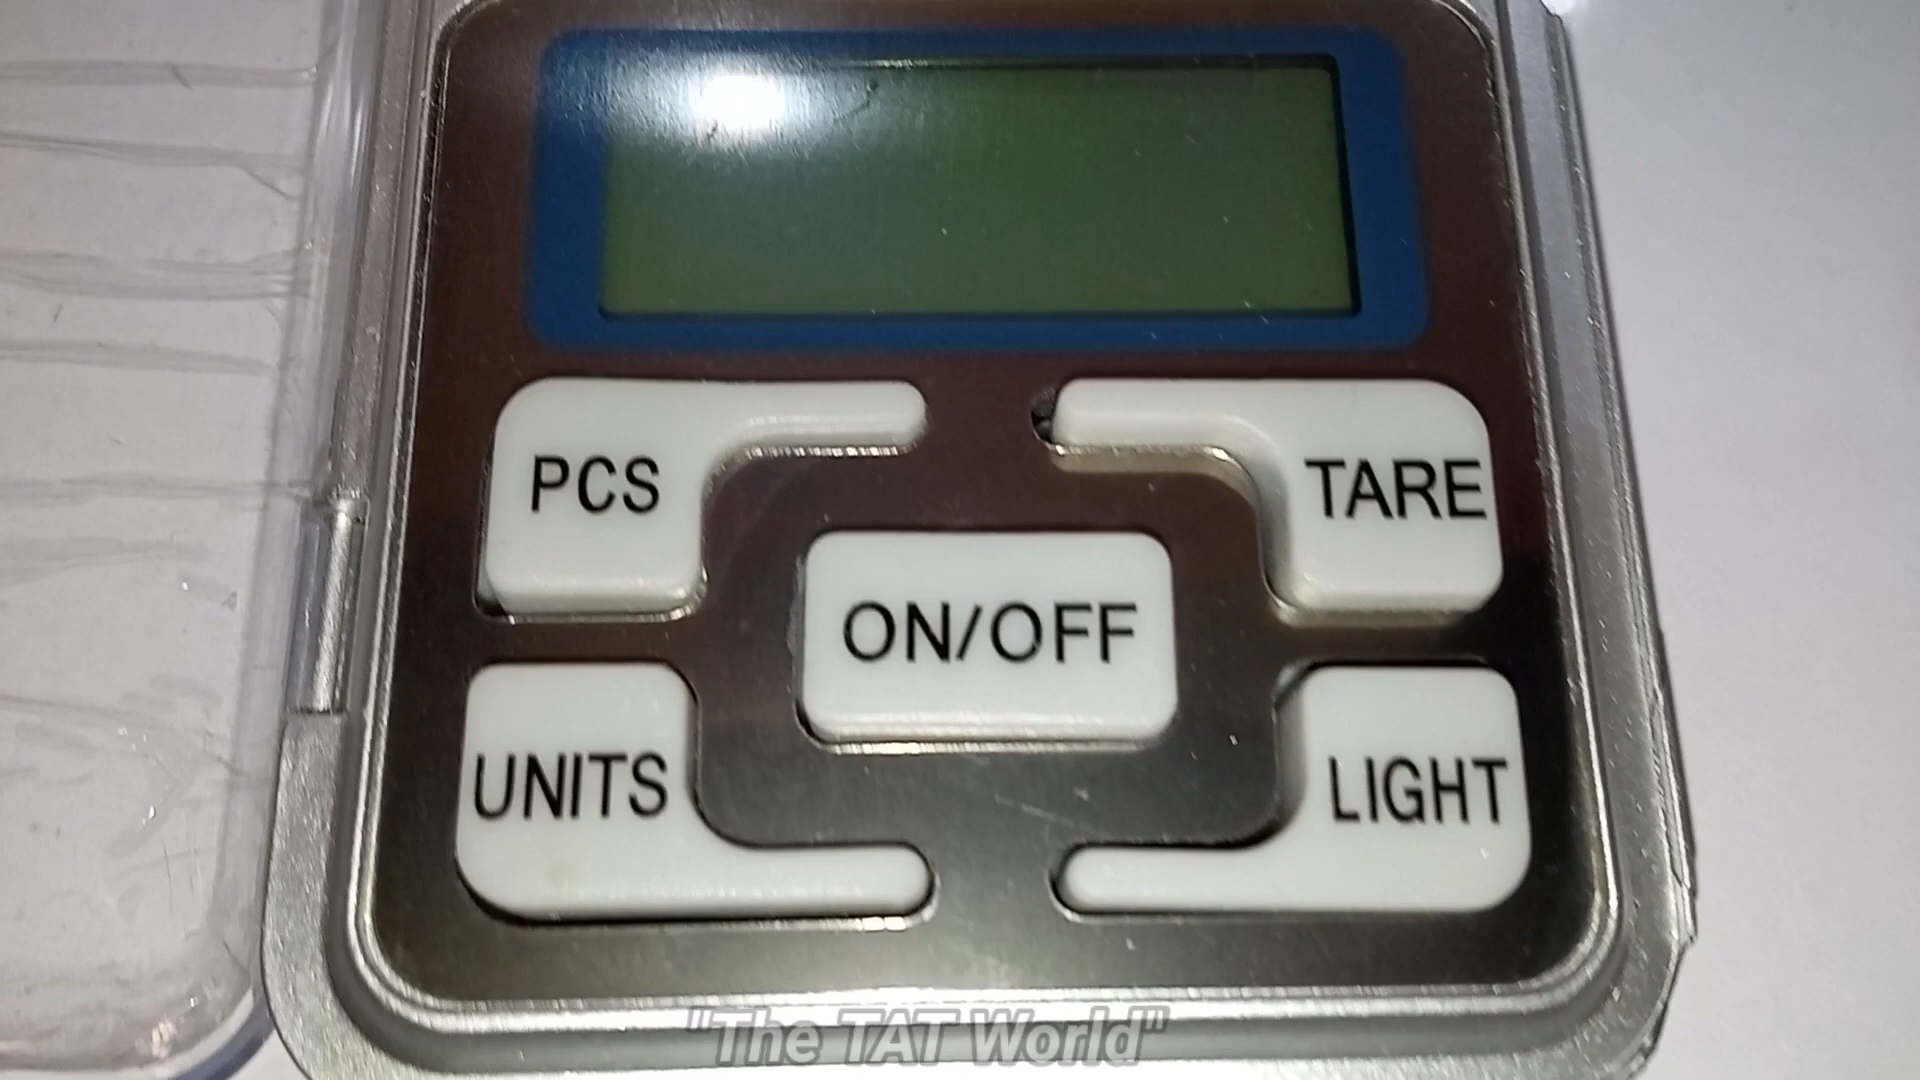 PCS
TARE
ON/OFF
UNITS
LIGHT
"The TAT World"